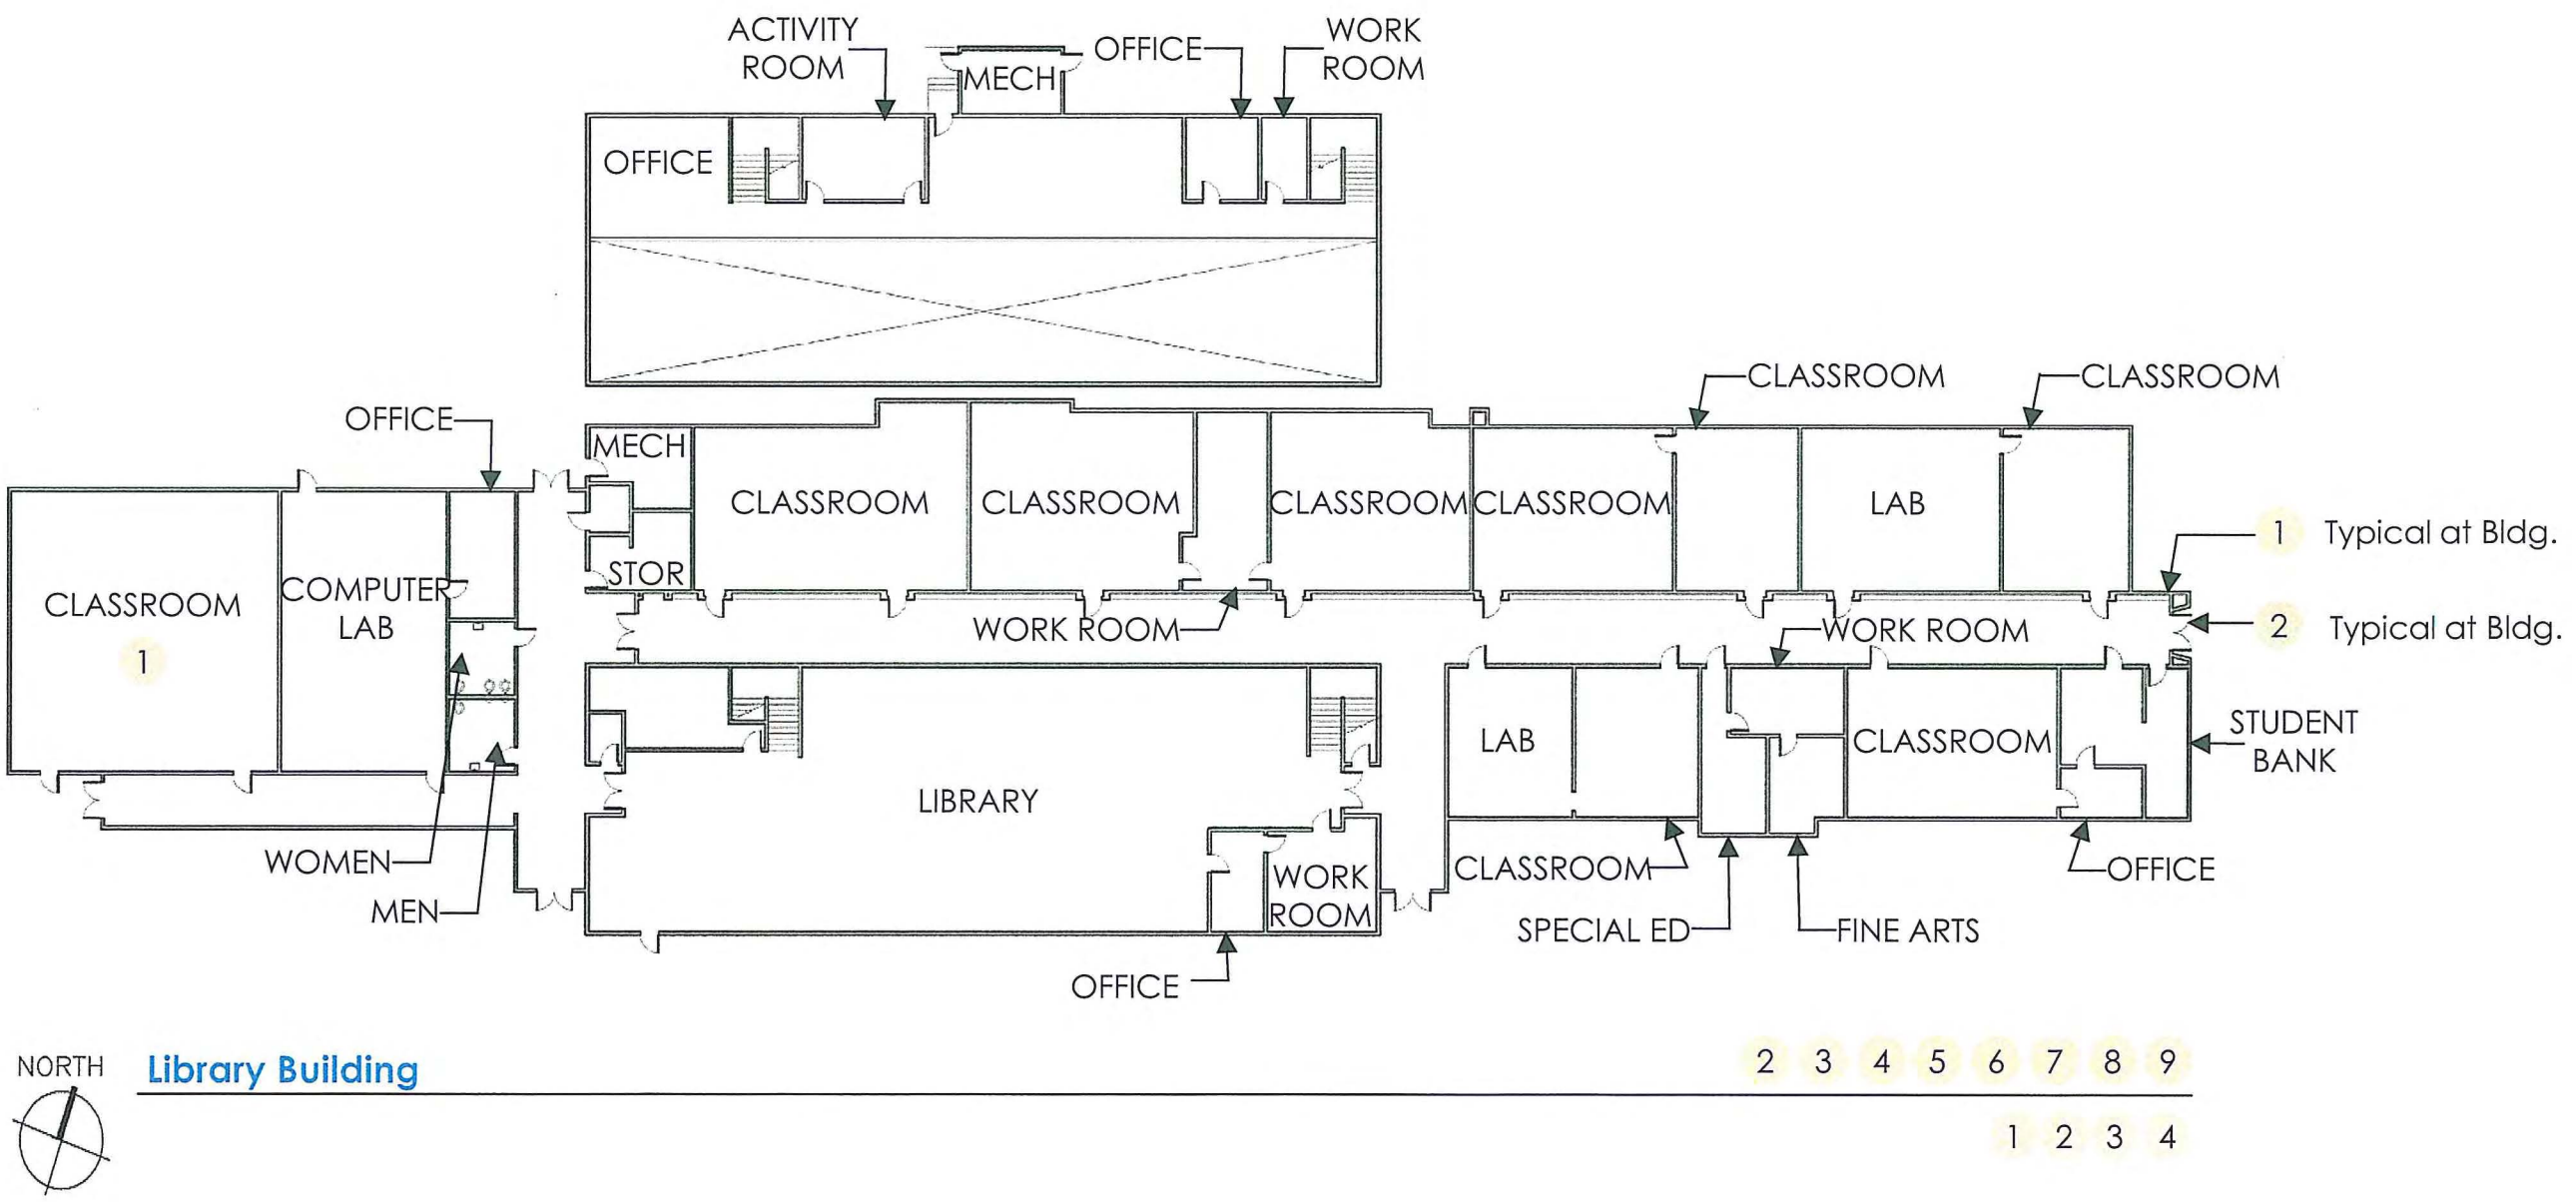 ACTIVITY
ROOM
MECH
OFFICE
WORK
ROOM
OFFICE
CLASSROOM
CLASSROOM
OFFICE
MECH
CLASSROOM
CLASSROOM
CLASSROOM
CLASSROOM
LAB
1 Typical at Bldg.
STOR
CLASSROOM
1
COMPUTER
LAB
WORK ROOM
WORK ROOM
2 Typical at Bldg.
LAB
CLASSROOM
STUDENT
BANK
LIBRARY
WOMEN
MEN
WORK
ROOM
CLASSROOM
OFFICE
SPECIAL ED
FINE ARTS
OFFICE
NORTH
Library Building
2 3 4 5 6 7 8 9
1 2 3 4